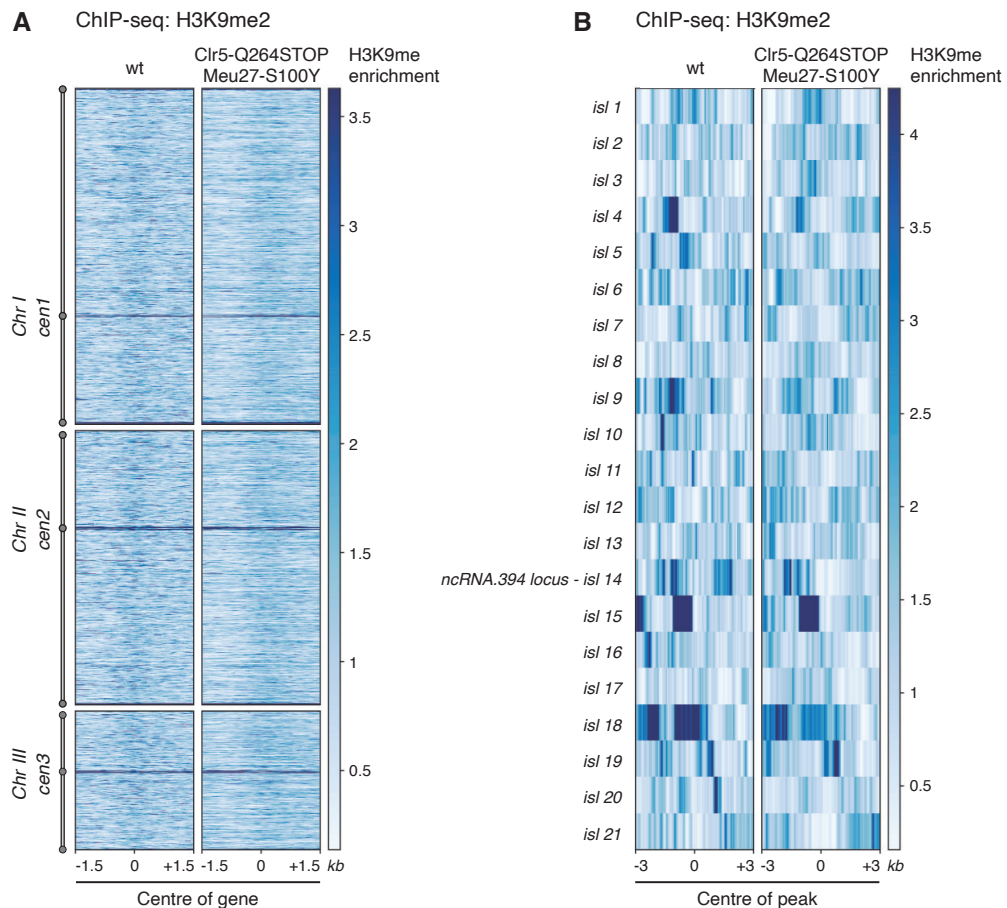 A
ChIP-seq: H3K9me2
wt
Clr5-Q264STOP
Meu27-S100Y
H3K9me
enrichment
3.5
3
2.5
2
1.5
1
0.5
Chr I
cen1
Chr II
cen2
Chr III
cen3
-1.5 0 +1.5 -1.5 0 +1.5 kb
Centre of gene
B
ChIP-seq: H3K9me2
wt
Clr5-Q264STOP
Meu27-S100Y
H3K9me
enrichment
isl 1
isl 2
isl 3
isl 4
isl 5
isl 6
isl 7
isl 8
isl 9
isl 10
isl 11
isl 12
isl 13
ncRNA.394 locus - isl 14
isl 15
isl 16
isl 17
isl 18
isl 19
isl 20
isl 21
4
3.5
3
2.5
2
1.5
1
0.5
-3 0 +3 -3 0 +3 kb
Centre of peak